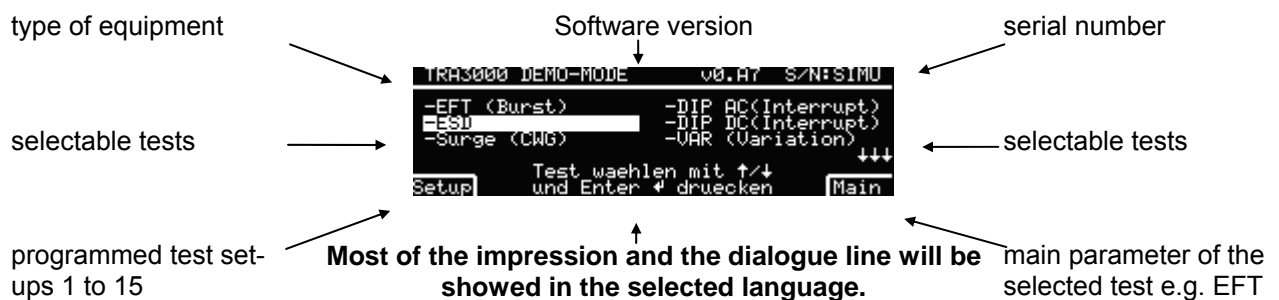 type of equipment Software version serial number
TRA3000 DEMO-MODE v0.A7 S/N:SIMU
-EFT (Burst) -DIP AC(Interrupt)
-ESD -DIP DC(Interrupt)
selectable tests -Surge (CWG) -VAR (Variation) selectable tests
↓↓↓
Test waehlen mit ↑/↓
Setup und Enter ↲ druecken Main
programmed test set- Most of the impression and the dialogue line will be main parameter of the
ups 1 to 15 showed in the selected language. selected test e.g. EFT